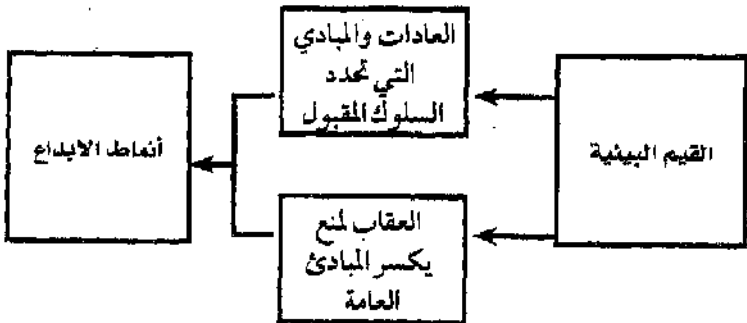 القيم البيئية
العادات والمبادي
التي تحدد
السلوك المقبول
العقاب لمنع
يكسر المبادئ
العامة
أنماط الابداع